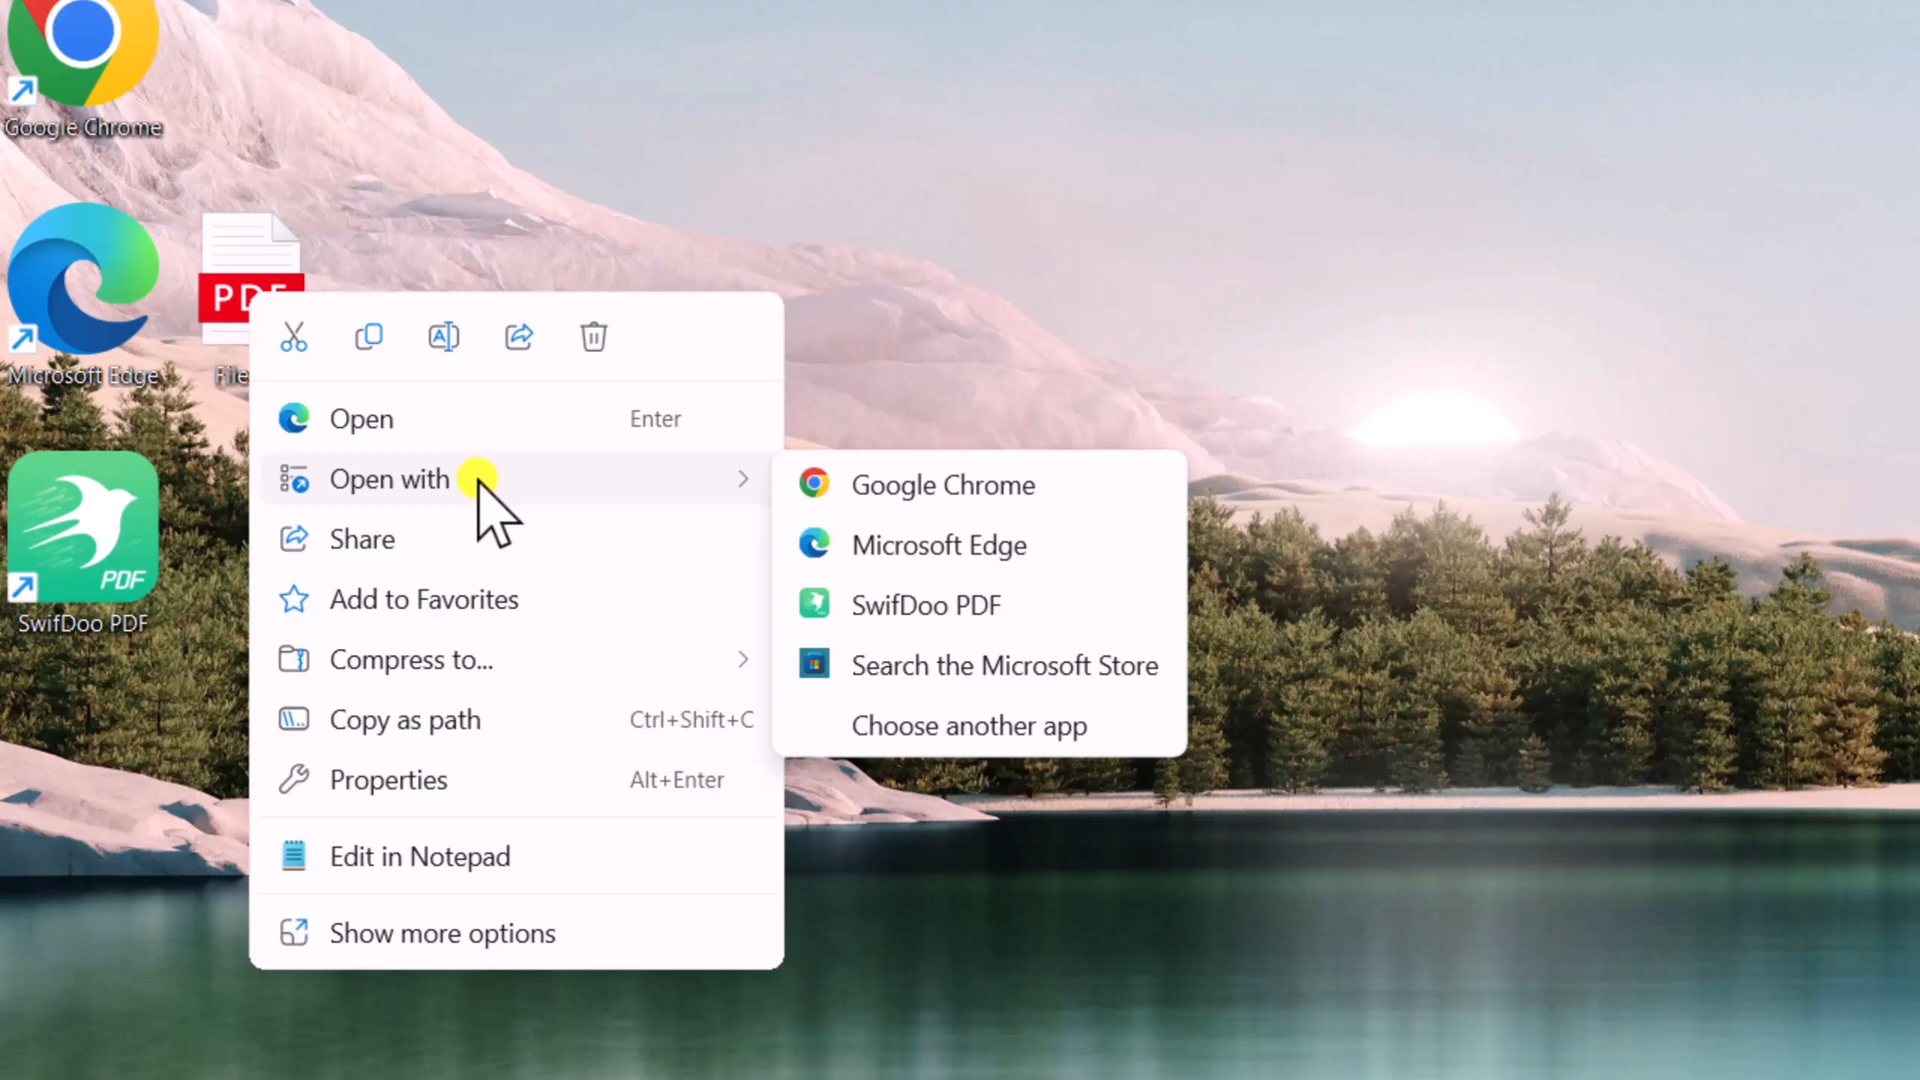 Google Chrome
Microsoft Edge
PDF
File
PDF
SwifDoo PDF
Open Enter
Open with
Share
Add to Favorites
Compress to...
Copy as path Ctrl+Shift+C
Properties Alt+Enter
Edit in Notepad
Show more options
Google Chrome
Microsoft Edge
SwifDoo PDF
Search the Microsoft Store
Choose another app